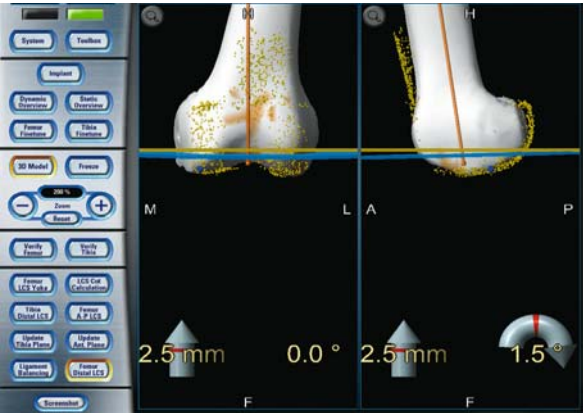 System
Toolbox
Implant
Dynamic
Overview
Static
Overview
Femur
Finetune
Tibia
Finetune
3D Model
Freeze
200 %
Zoom
Reset
Verify
Femur
Verify
Tibia
Femur
LCS Yuka
LCS Cut
Calculation
Tibia
Distal LCS
Femur
A-P LCS
Update
Tibia Plane
Update
Ant. Plane
Ligament
Balancing
Femur
Distal LCS
Screenshot
H
M
L
2.5 mm
0.0 °
F
H
A
P
2.5 mm
1.5 °
F